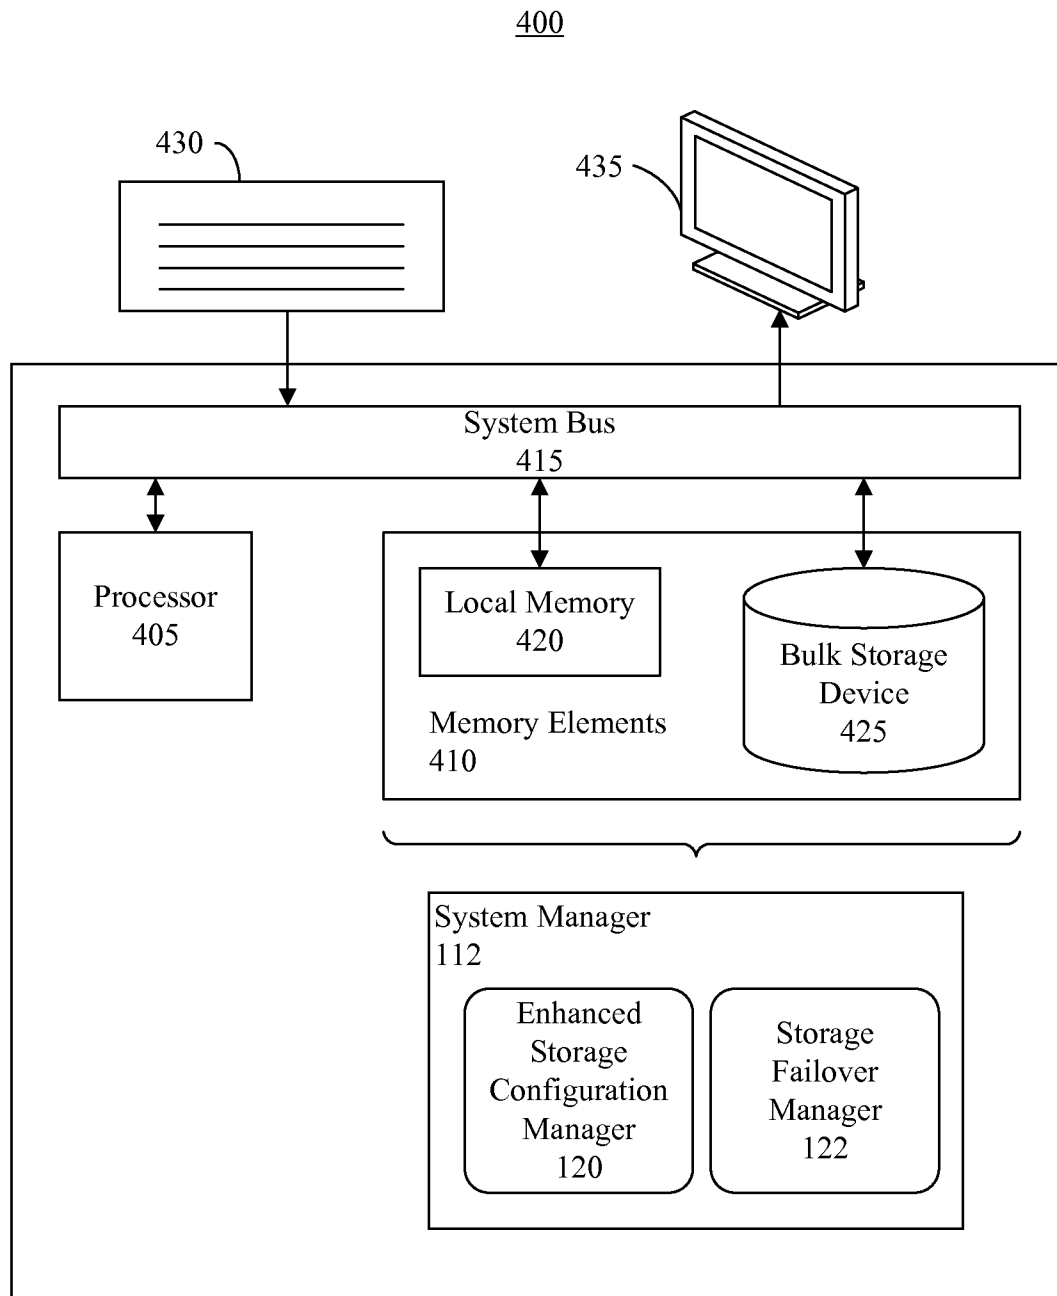 400
430
435
System Bus
415
Processor
405
Local Memory
420
Bulk Storage
Device
425
Memory Elements
410
System Manager
112
Enhanced
Storage
Configuration
Manager
120
Storage
Failover
Manager
122